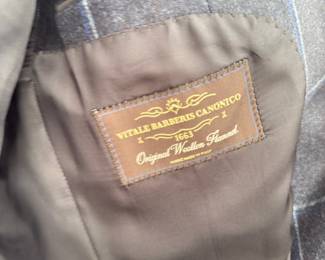 VITALE BARBERIS CANONICO
1663
Original Woollen Flannel